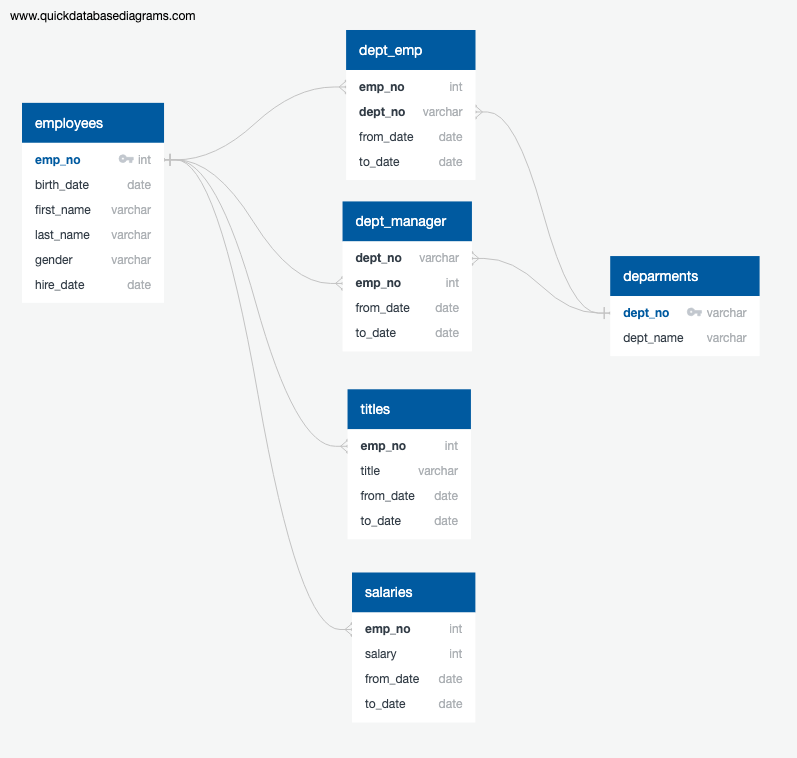 www.quickdatabasediagrams.com
employees
emp_no int
birth_date date
first_name varchar
last_name varchar
gender varchar
hire_date date
dept_emp
emp_no int
dept_no varchar
from_date date
to_date date
dept_manager
dept_no varchar
emp_no int
from_date date
to_date date
titles
emp_no int
title varchar
from_date date
to_date date
salaries
emp_no int
salary int
from_date date
to_date date
deparments
dept_no varchar
dept_name varchar